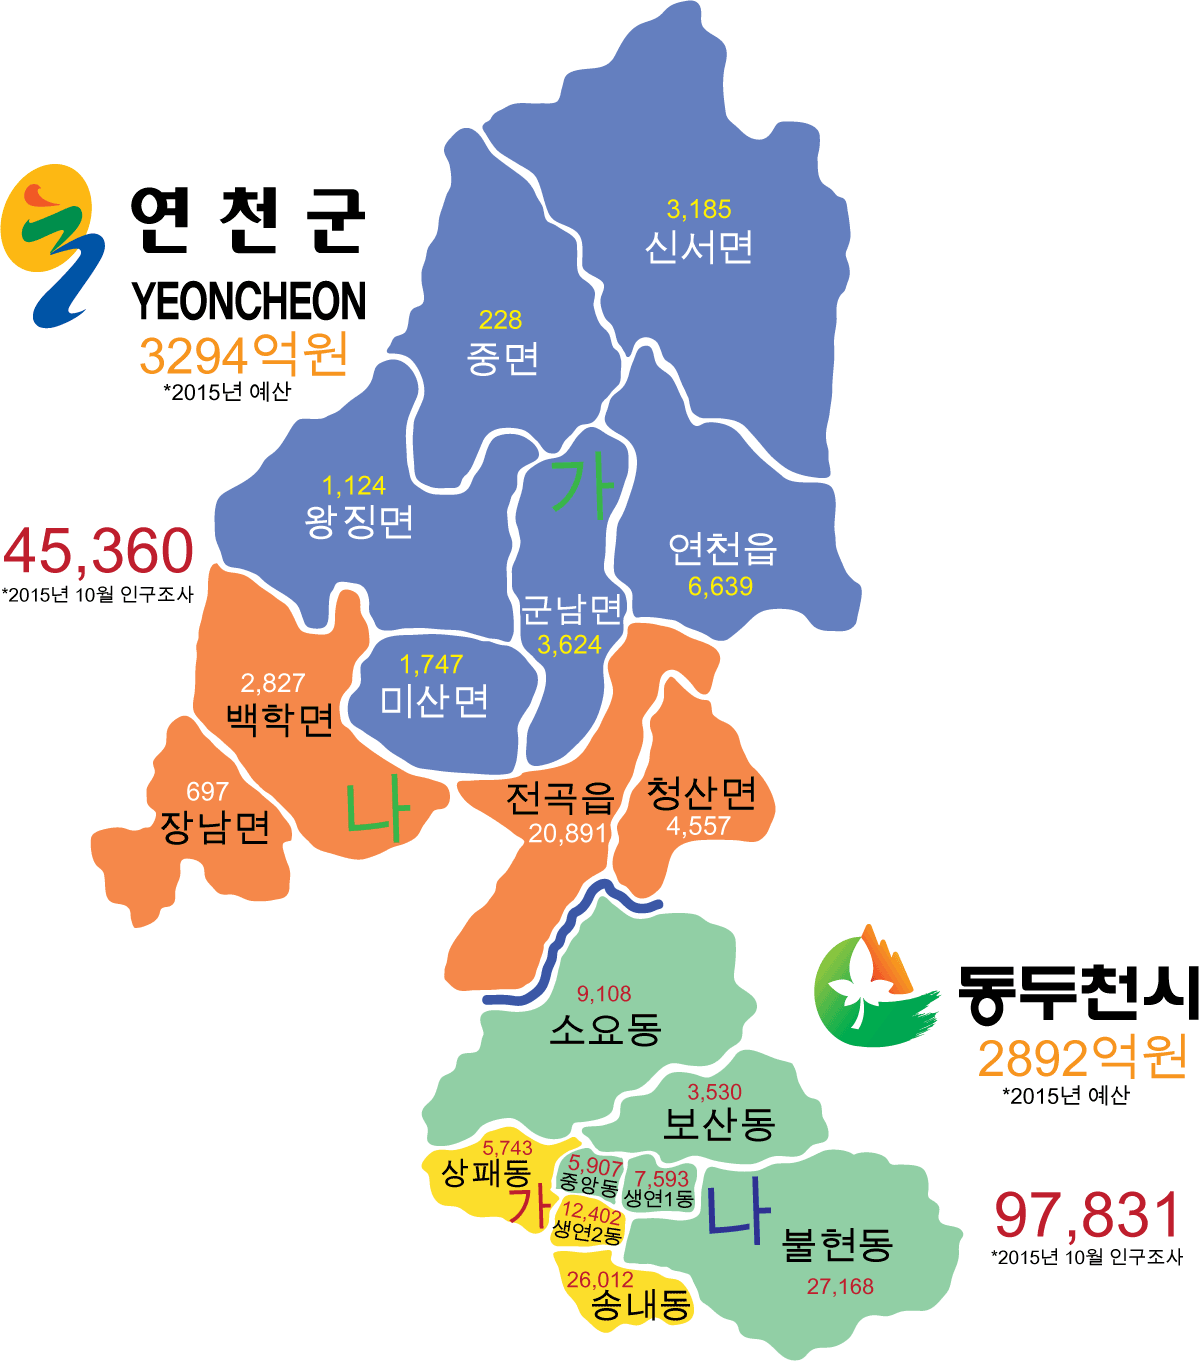 3,185
신서면
연천군
YEONCHEON
3294억원
*2015년 예산
228
중면
가
1,124
왕징면
45,360
*2015년 10월 인구조사
연천읍
6,639
군남면
3,624
1,747
미산면
2,827
백학면
나
697
장남면
전곡읍
20,891
청산면
4,557
동두천시
2892억원
*2015년 예산
9,108
소요동
3,530
보산동
5,743
상패동
가
5,907
중앙동
7,593
생연1동
12,402
생연2동
나
불현동
27,168
97,831
*2015년 10월 인구조사
26,012
송내동